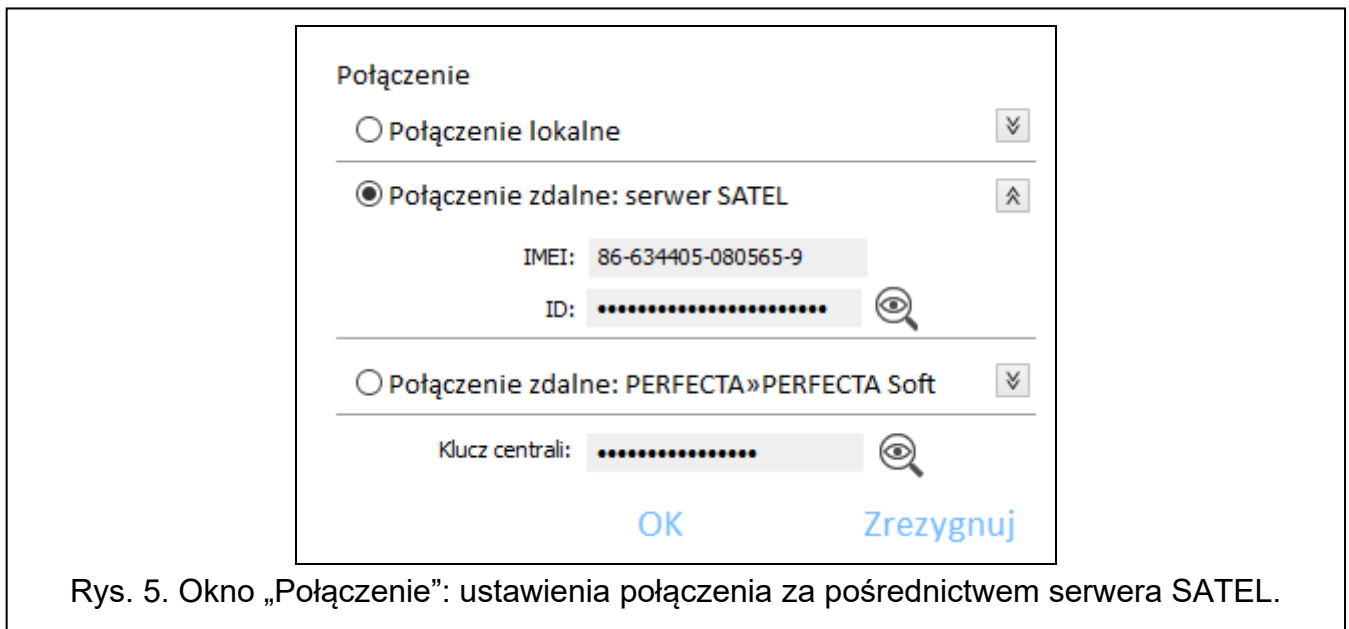 Połączenie
Połączenie lokalne
Połączenie zdalne: serwer SATEL
IMEI: 86-634405-080565-9
ID: •••••••••••••••••••••••
Połączenie zdalne: PERFECTA»PERFECTA Soft
Klucz centrali: ••••••••••••••••
OK Zrezygnuj
Rys. 5. Okno „Połączenie”: ustawienia połączenia za pośrednictwem serwera SATEL.